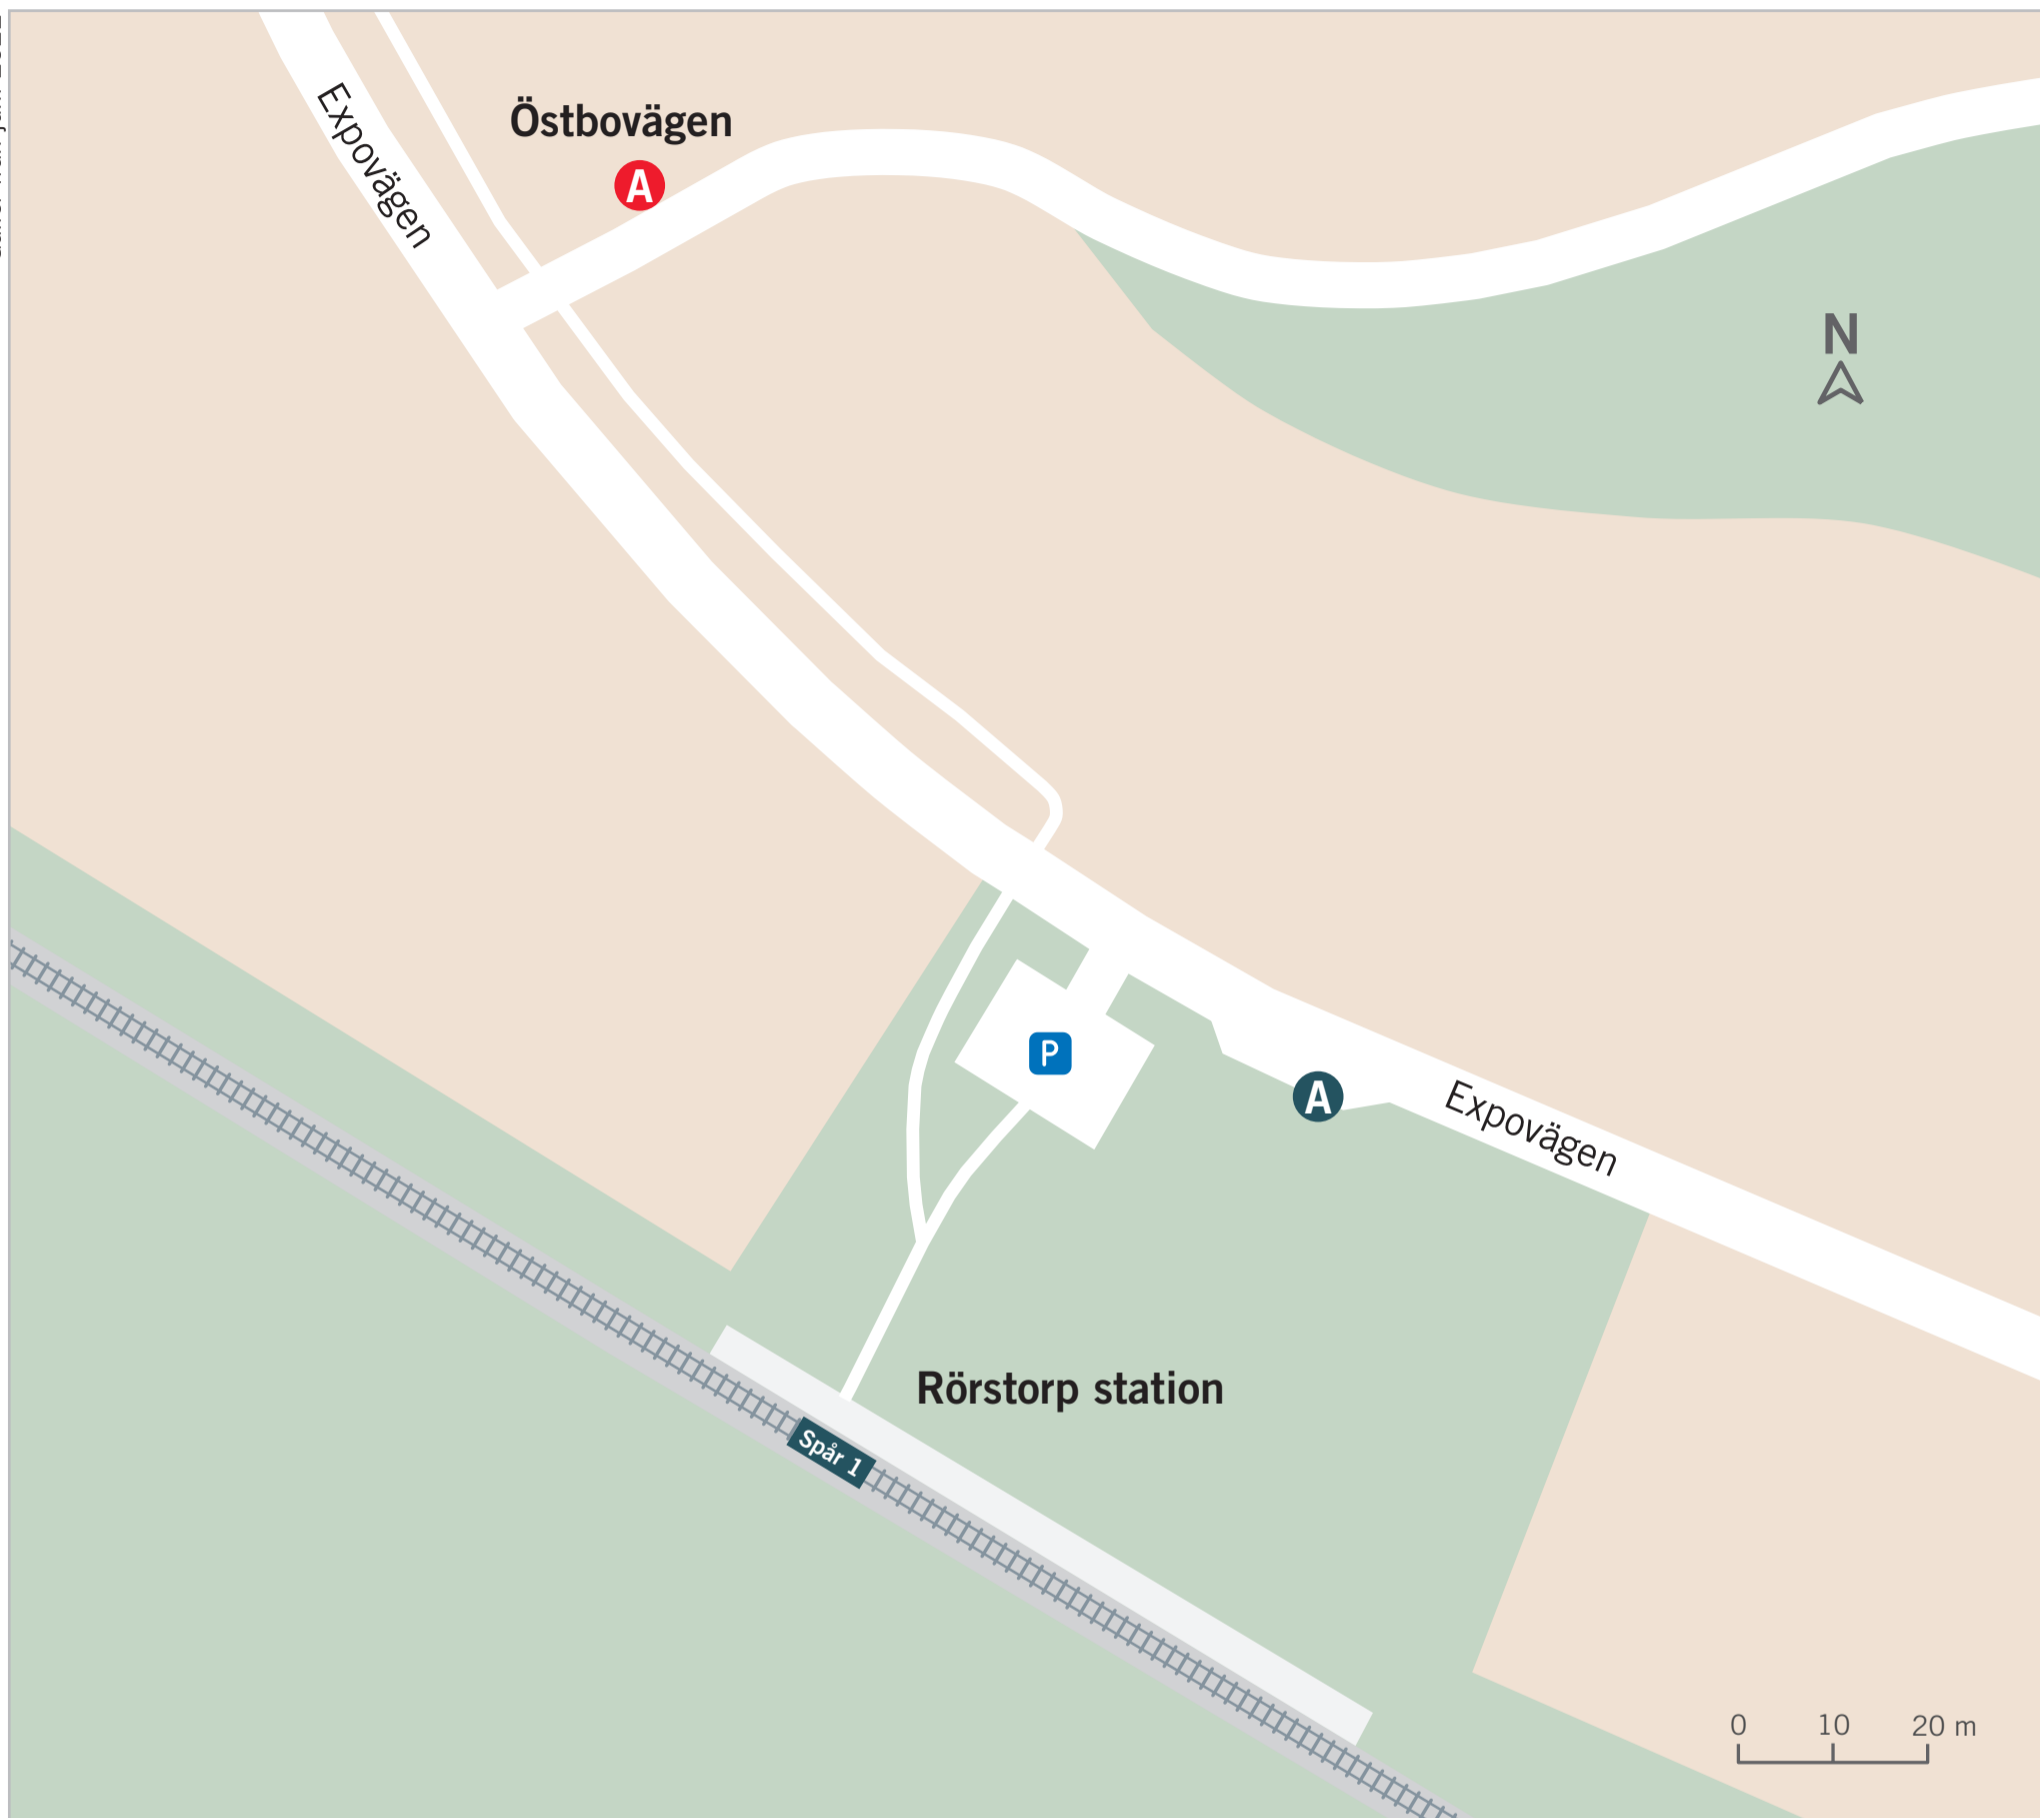 Expovägen
Östbovägen
A
N
P
A
Expovägen
Rörstorp station
Spår 1
0 10 20 m